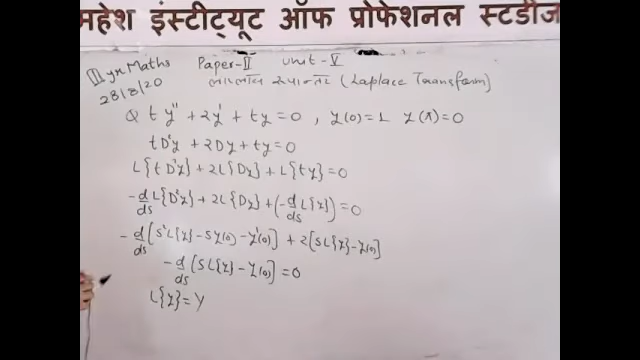 महेश इंस्टीट्यूट ऑफ प्रोफेशनल स्टडीज
III yr Maths Paper-II Unit-V
28/8/20 लाप्लास रूपान्तर (Laplace Transform)
Q t y'' + 2y' + ty = 0 , y(0)=1 y(π)=0
tD²y + 2Dy + ty = 0
L{tD²y} + 2L{Dy} + L{ty} = 0
-d/ds L{D²y} + 2L{Dy} + (-d/ds L{y}) = 0
-d/ds [s²L{y} - sy(0) - y'(0)] + 2[sL{y} - y(0)]
-d/ds [sL{y} - y(0)] = 0
L{y} = Y